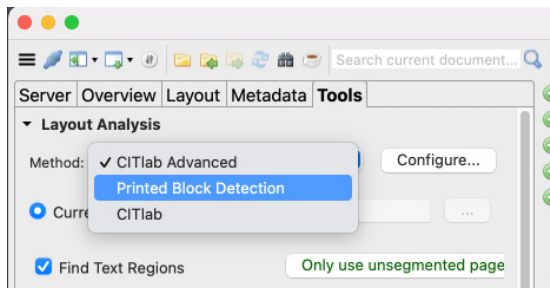 Search current document...
Server Overview Layout Metadata Tools
Layout Analysis
Method: ✓ CITlab Advanced Configure...
Printed Block Detection
CITlab
Curre ...
Find Text Regions Only use unsegmented page